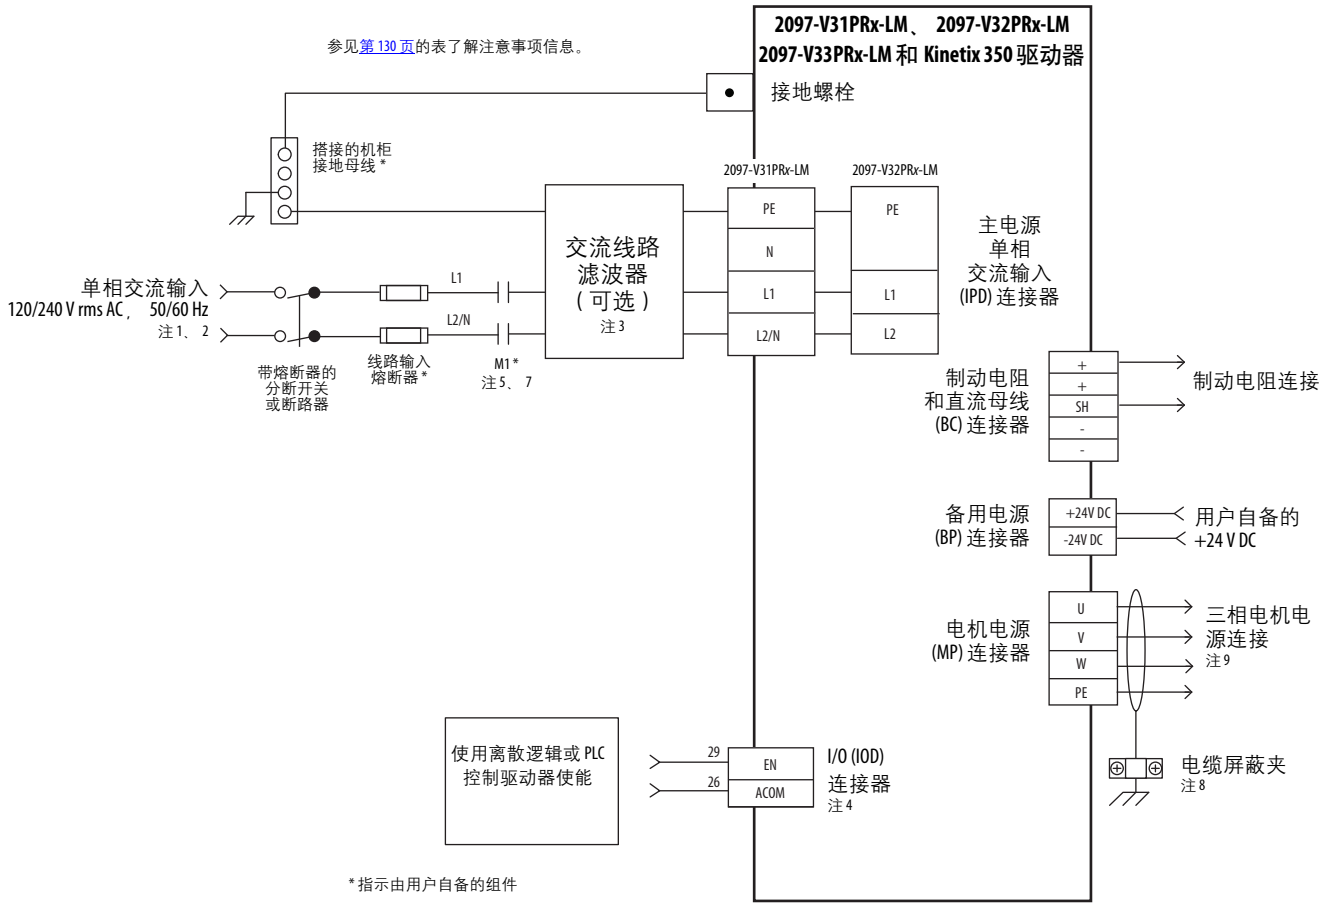 2097-V31PRx-LM、 2097-V32PRx-LM
2097-V33PRx-LM 和 Kinetix 350 驱动器
参见第 130 页的表了解注意事项信息。
接地螺栓
搭接的机柜
接地母线 *
2097-V31PRx-LM
2097-V32PRx-LM
PE
N
L1
L2/N
PE
L1
L2
主电源
单相
交流输入
(IPD) 连接器
交流线路
滤波器
( 可选 )
注 3
单相交流输入
120/240 V rms AC， 50/60 Hz
注 1、 2
L1
L2/N
带熔断器的
分断开关
或断路器
线路输入
熔断器 *
M1 *
注 5、 7
制动电阻
和直流母线
(BC) 连接器
+
+
SH
-
-
制动电阻连接
备用电源
(BP) 连接器
+24V DC
-24V DC
用户自备的
+24 V DC
电机电源
(MP) 连接器
U
V
W
PE
三相电机电
源连接
注 9
电缆屏蔽夹
注 8
使用离散逻辑或 PLC
控制驱动器使能
29
26
EN
ACOM
I/O (IOD)
连接器
注 4
* 指示由用户自备的组件